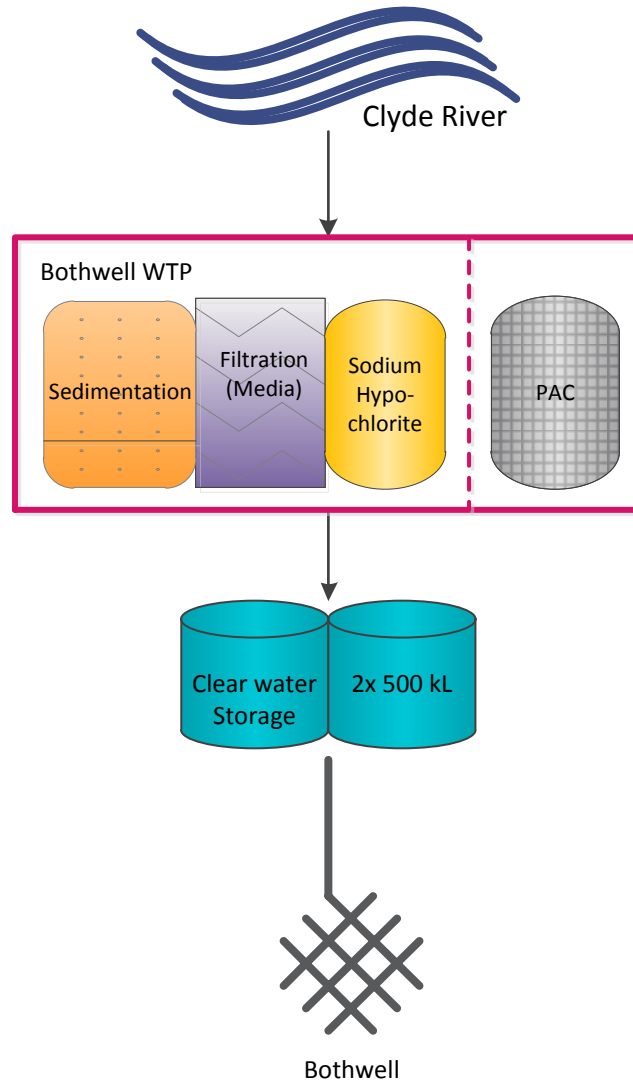 Clyde River
Bothwell WTP
Sedimentation
Filtration
(Media)
Sodium
Hypo-
chlorite
PAC
Clear water
Storage
2x 500 kL
Bothwell